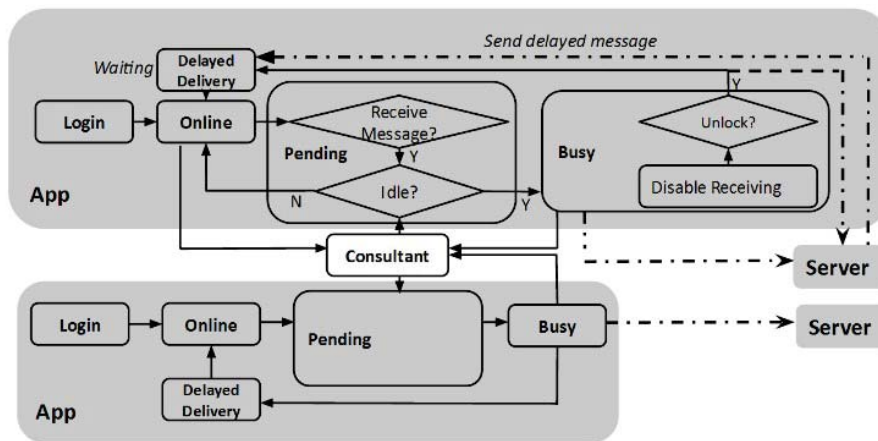 Send delayed message
Waiting
Delayed
Delivery
Y
Login
Online
Receive
Message?
Unlock?
Pending
Y
Busy
App
N
Idle?
Y
Disable Receiving
Consultant
Server
Login
Online
Pending
Busy
Server
Delayed
Delivery
App